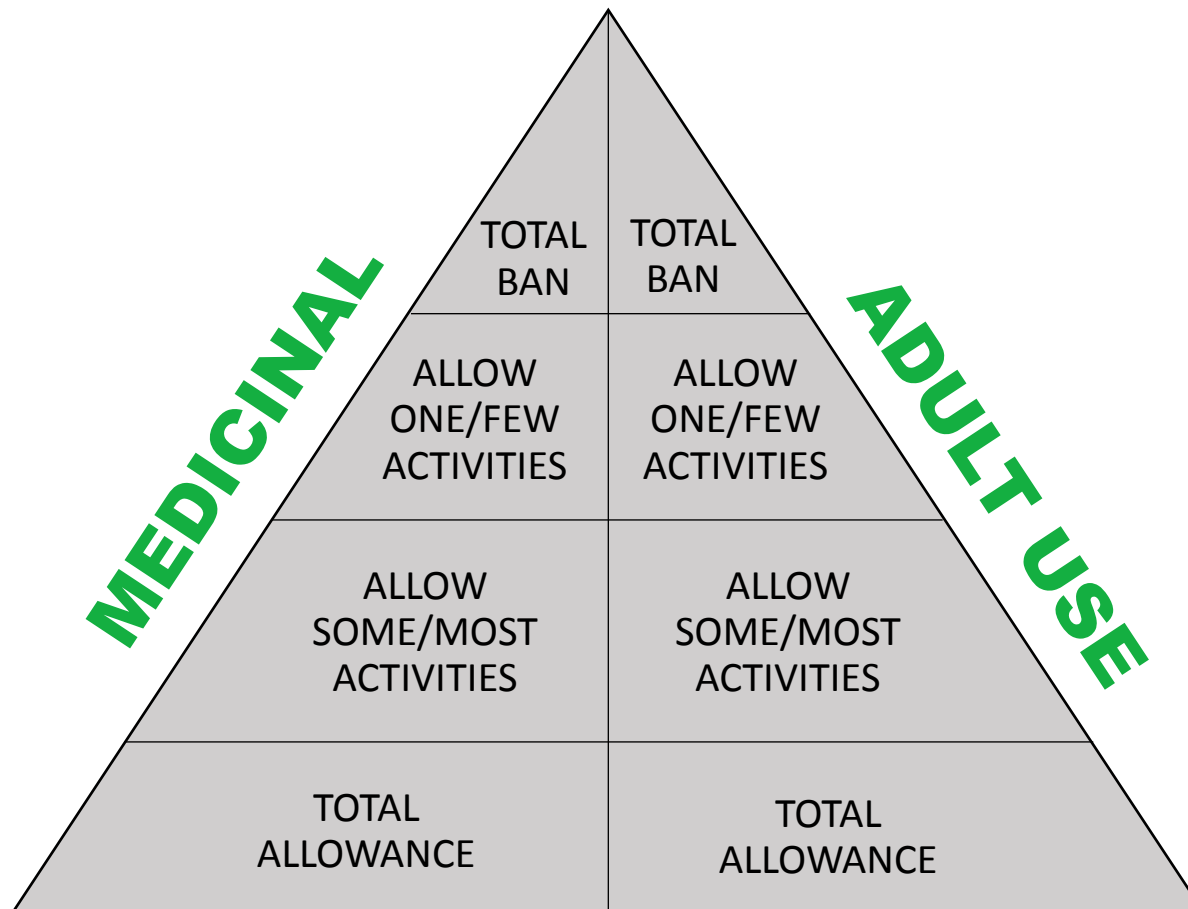 MEDICINAL
ADULT USE
TOTAL
BAN
TOTAL
BAN
ALLOW
ONE/FEW
ACTIVITIES
ALLOW
ONE/FEW
ACTIVITIES
ALLOW
SOME/MOST
ACTIVITIES
ALLOW
SOME/MOST
ACTIVITIES
TOTAL
ALLOWANCE
TOTAL
ALLOWANCE